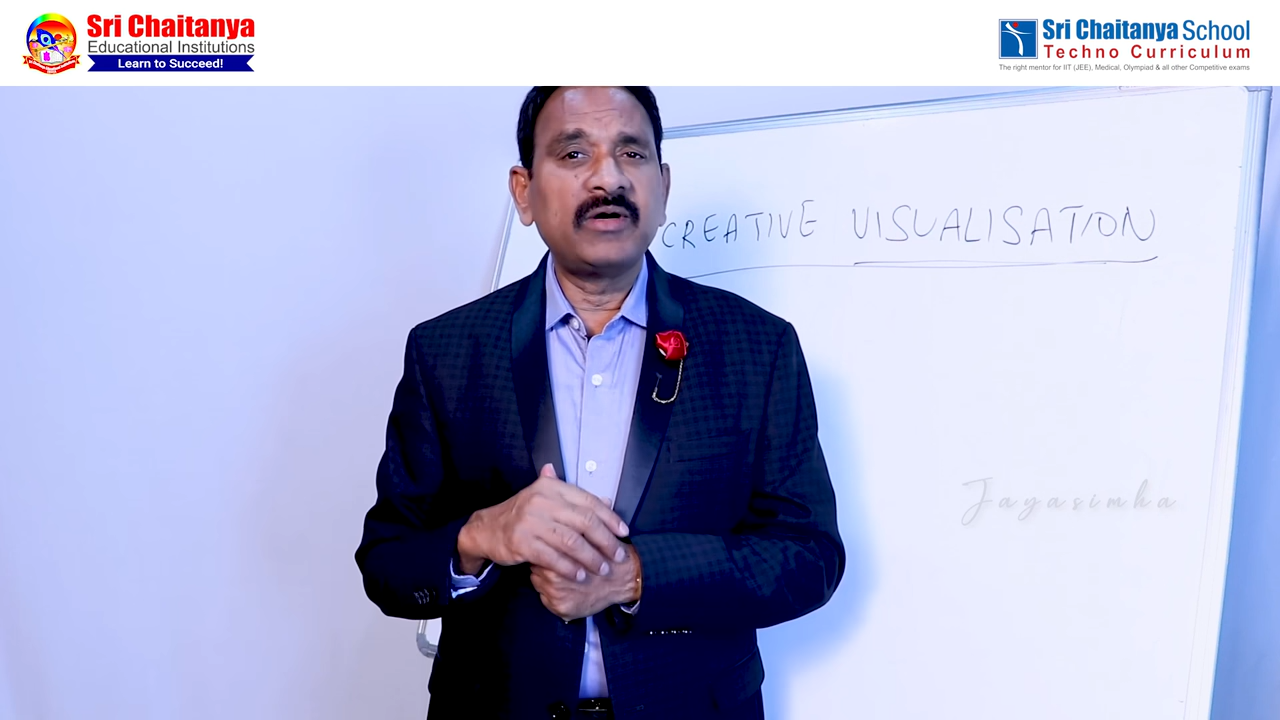 Sri Chaitanya
Educational Institutions
Learn to Succeed!
Sri Chaitanya School
Techno Curriculum
The right mentor for IIT (JEE), Medical, Olympiad & all other Competitive exams
CREATIVE VISUALISATION
Jayasimha